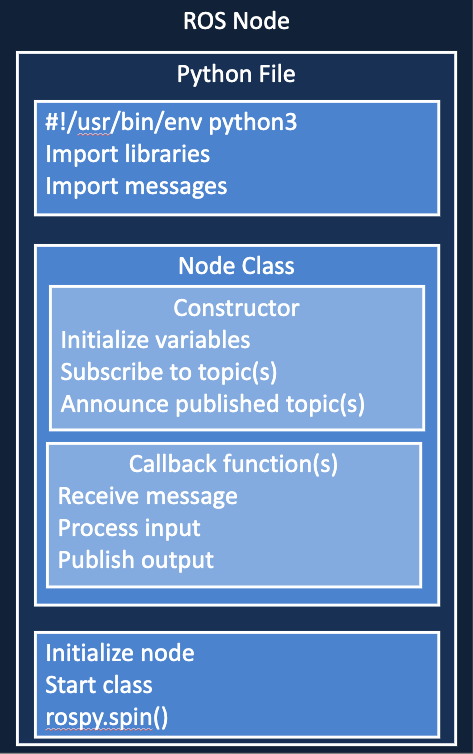 ROS Node
Python File
#!/usr/bin/env python3
Import libraries
Import messages
Node Class
Constructor
Initialize variables
Subscribe to topic(s)
Announce published topic(s)
Callback function(s)
Receive message
Process input
Publish output
Initialize node
Start class
rospy.spin()